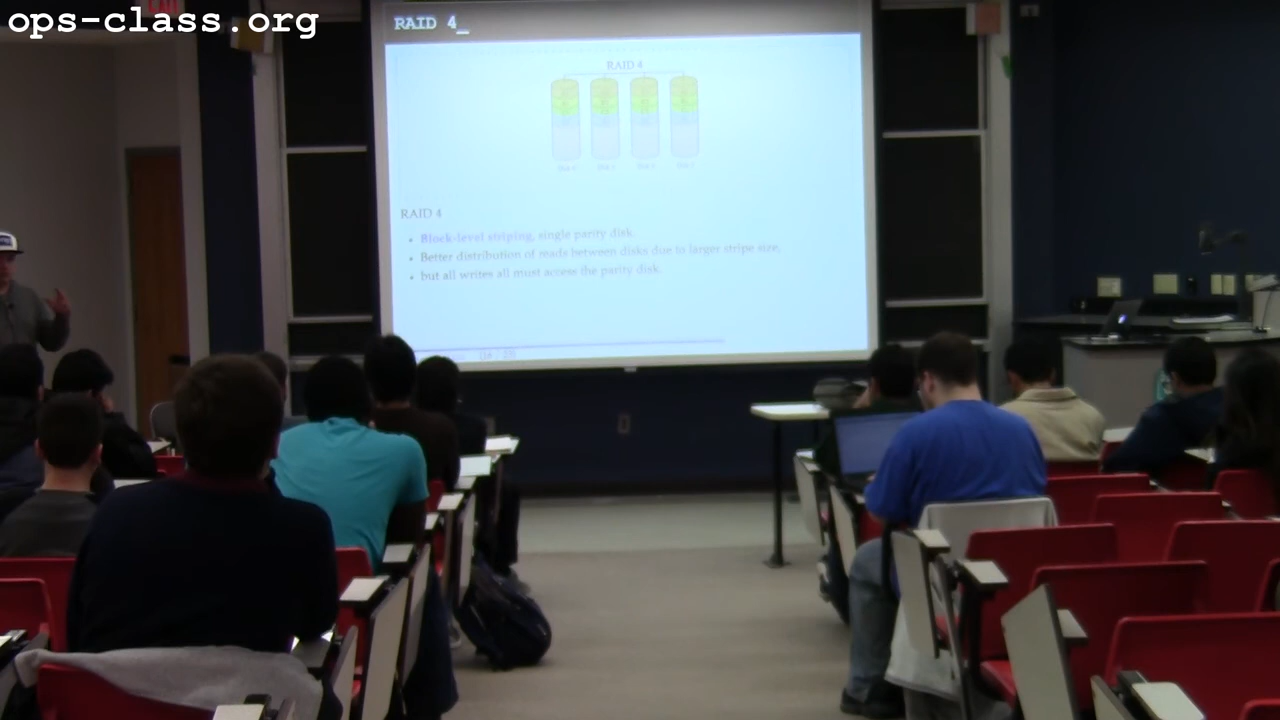 EXIT
ops-class.org
RAID 4_
RAID 4
RAID 4
• Block-level striping, single parity disk.
• Better distribution of reads between disks due to larger stripe size,
• but all writes all must access the parity disk.